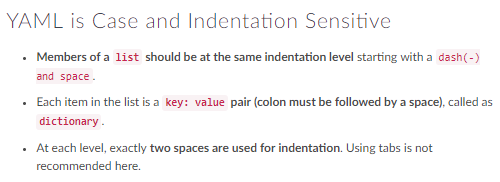 YAML is Case and Indentation Sensitive
• Members of a list should be at the same indentation level starting with a dash(-)
and space .
• Each item in the list is a key: value pair (colon must be followed by a space), called as
dictionary .
• At each level, exactly two spaces are used for indentation. Using tabs is not
recommended here.